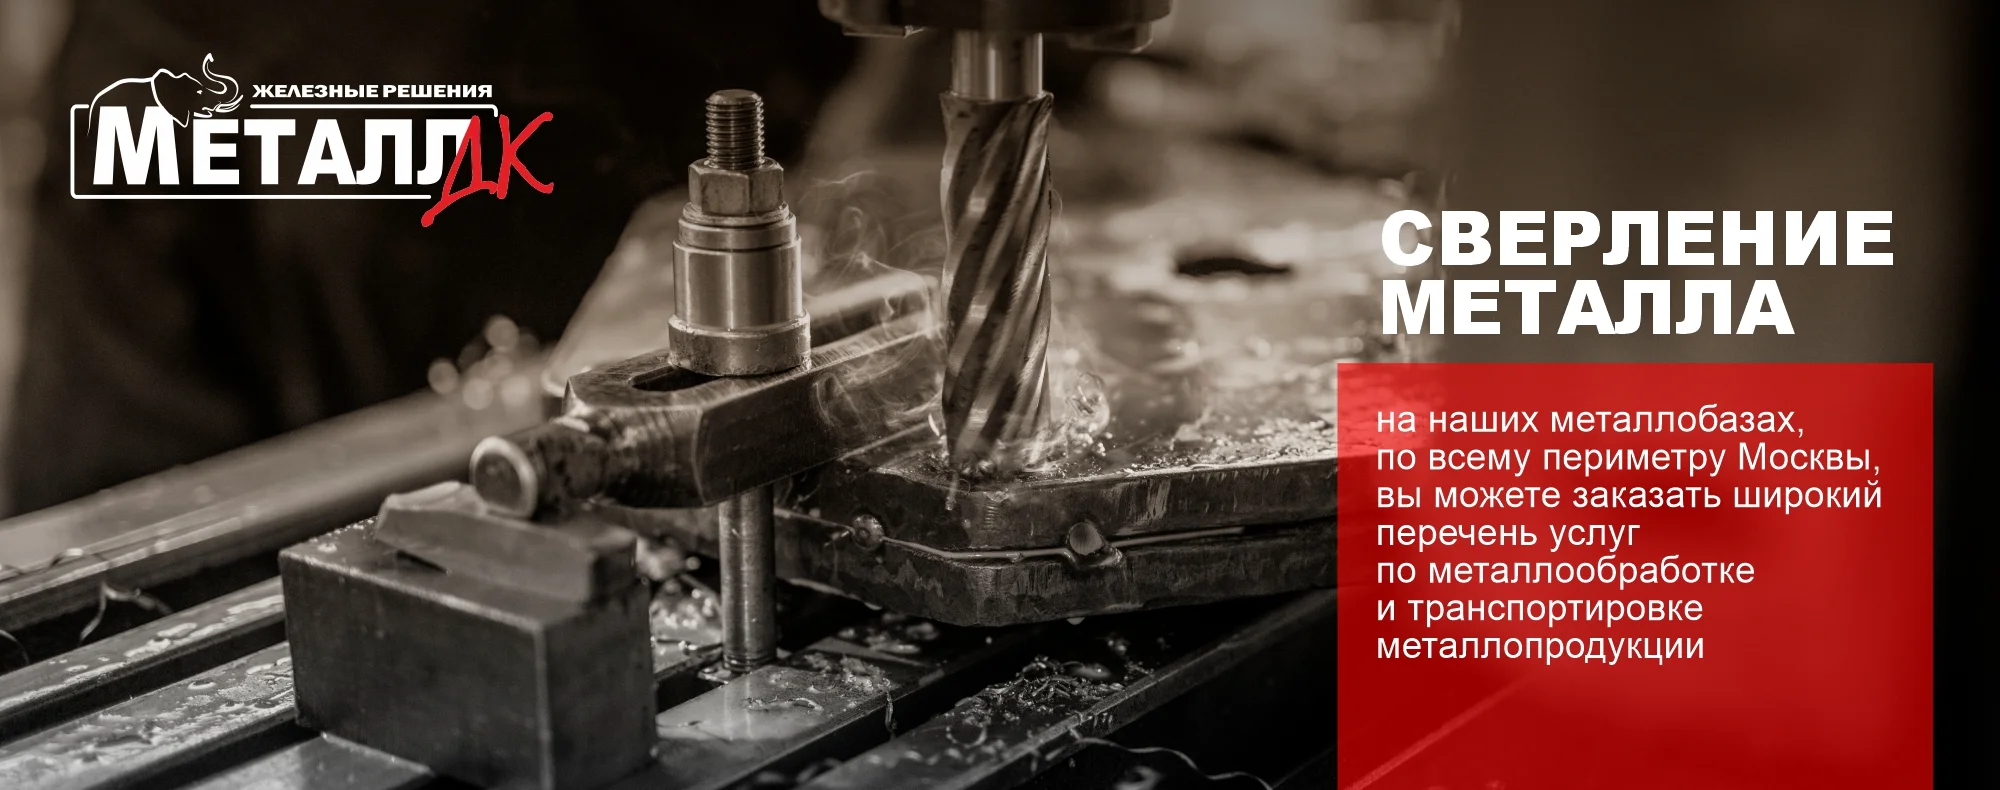 ЖЕЛЕЗНЫЕ РЕШЕНИЯ
МЕТАЛЛДК
СВЕРЛЕНИЕ
МЕТАЛЛА
на наших металлобазах,
по всему периметру Москвы,
вы можете заказать широкий
перечень услуг
по металлообработке
и транспортировке
металлопродукции